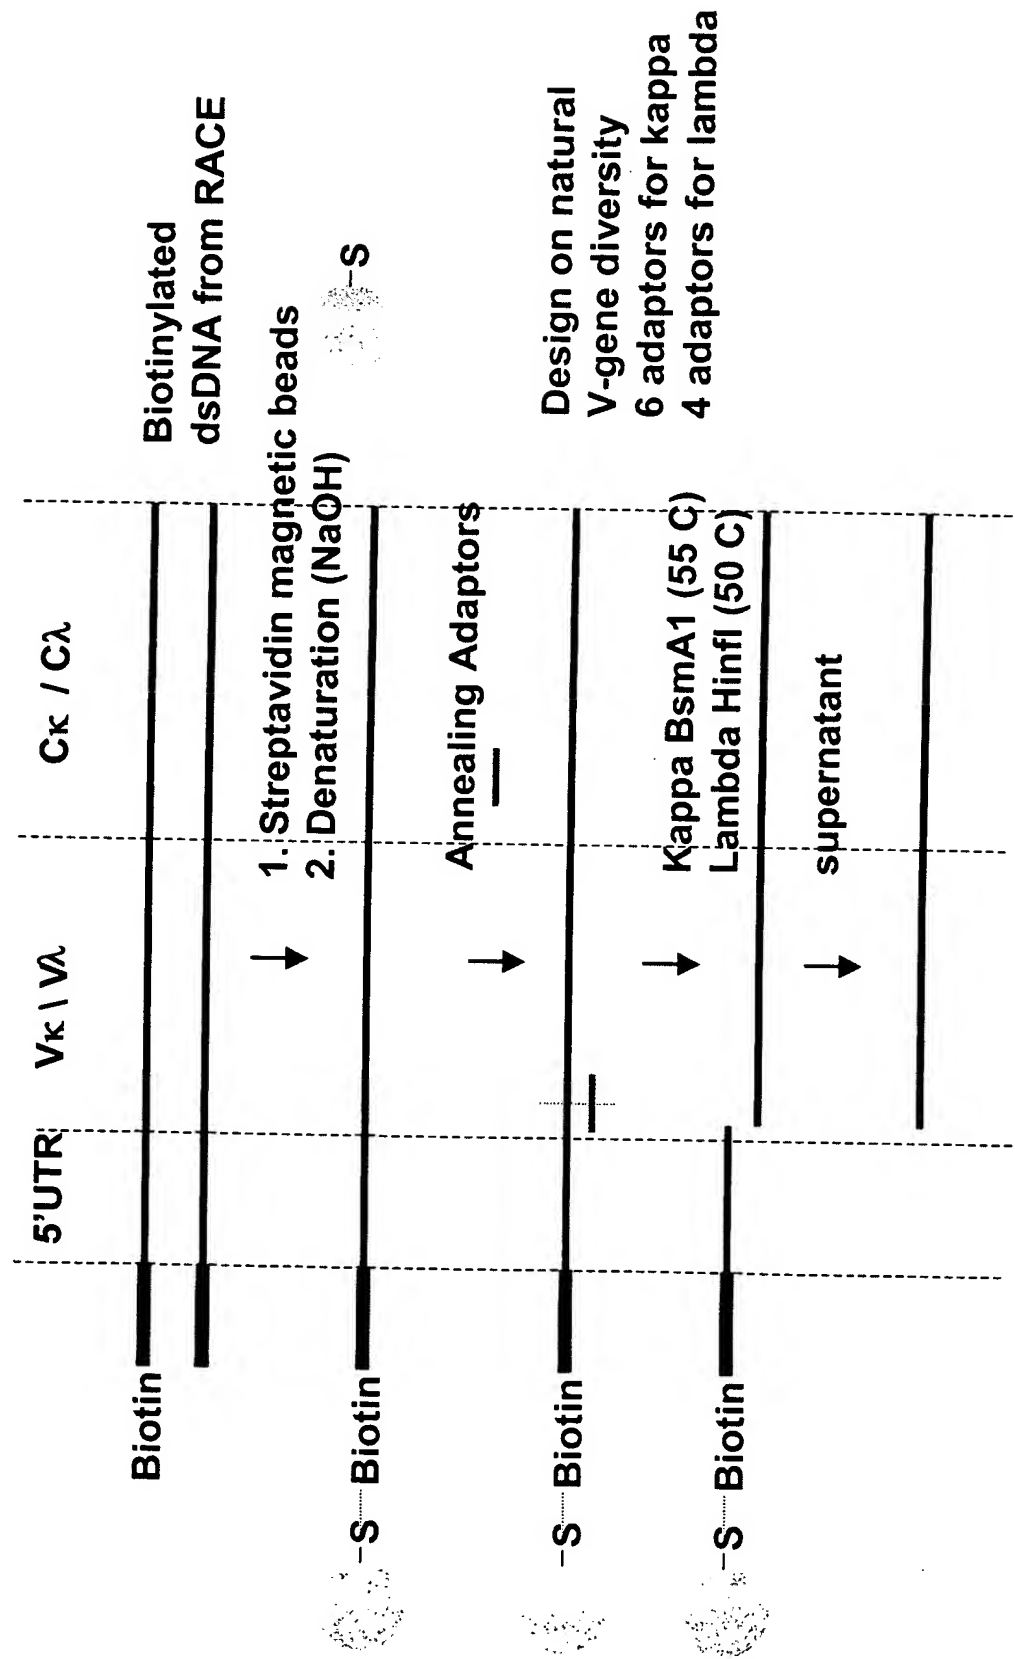 5'UTR Vκ \ Vλ Cκ / Cλ
Biotin
Biotinylated
dsDNA from RACE
1. Streptavidin magnetic beads
2. Denaturation (NaOH)
–S
–S Biotin
Annealing Adaptors
–S Biotin
Design on natural
V-gene diversity
6 adaptors for kappa
4 adaptors for lambda
Kappa BsmA1 (55 C)
Lambda HinfI (50 C)
–S Biotin
supernatant